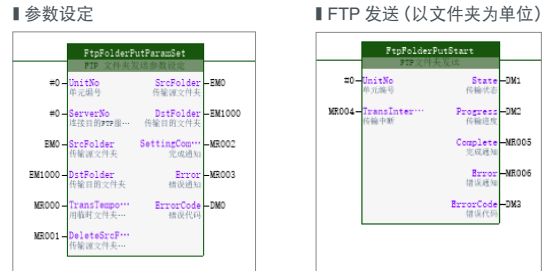 参数设定
FtpFolderPutParamSet
FTP 文件夹发送参数设定
#0 UnitNo SrcFolder EM0
单元编号 传输源文件夹
#0 ServerNo DstFolder EM1000
连接目的FTP服… 传输目的文件夹
EM0 SrcFolder SettingCom… MR002
传输源文件夹 完成通知
EM1000 DstFolder Error MR003
传输目的文件夹 错误通知
MR000 TransTempo… ErrorCode DM0
用临时文件夹… 错误代码
MR001 DeleteSrcF…
传输源文件夹…
FTP 发送（以文件夹为单位）
FtpFolderPutStart
FTP文件夹发送
#0 UnitNo State DM1
单元编号 传输状态
MR004 TransInter… Progress DM2
传输中断 传输进度
Complete MR005
完成通知
Error MR006
错误通知
ErrorCode DM3
错误代码